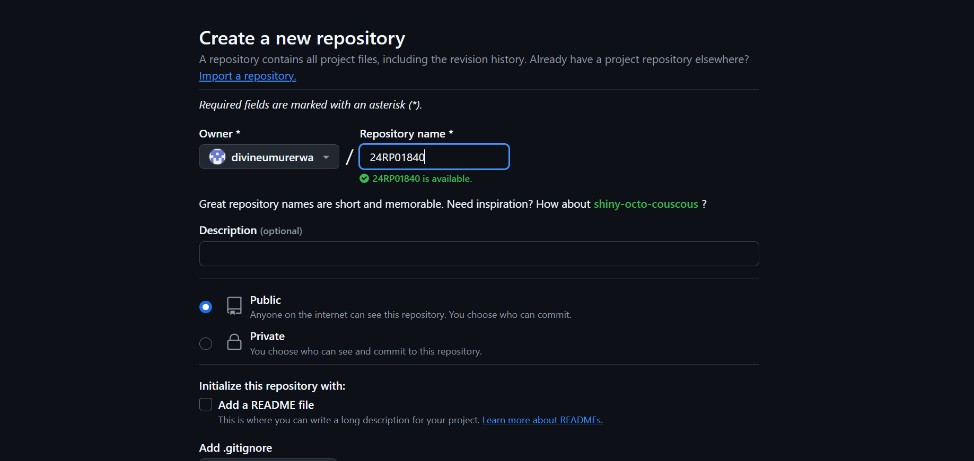 Create a new repository
A repository contains all project files, including the revision history. Already have a project repository elsewhere?
Import a repository.
Required fields are marked with an asterisk (*).
Owner * Repository name *
divineumurerwa / 24RP01840
24RP01840 is available.
Great repository names are short and memorable. Need inspiration? How about shiny-octo-couscous ?
Description (optional)
Public
Anyone on the internet can see this repository. You choose who can commit.
Private
You choose who can see and commit to this repository.
Initialize this repository with:
Add a README file
This is where you can write a long description for your project. Learn more about READMEs.
Add .gitignore